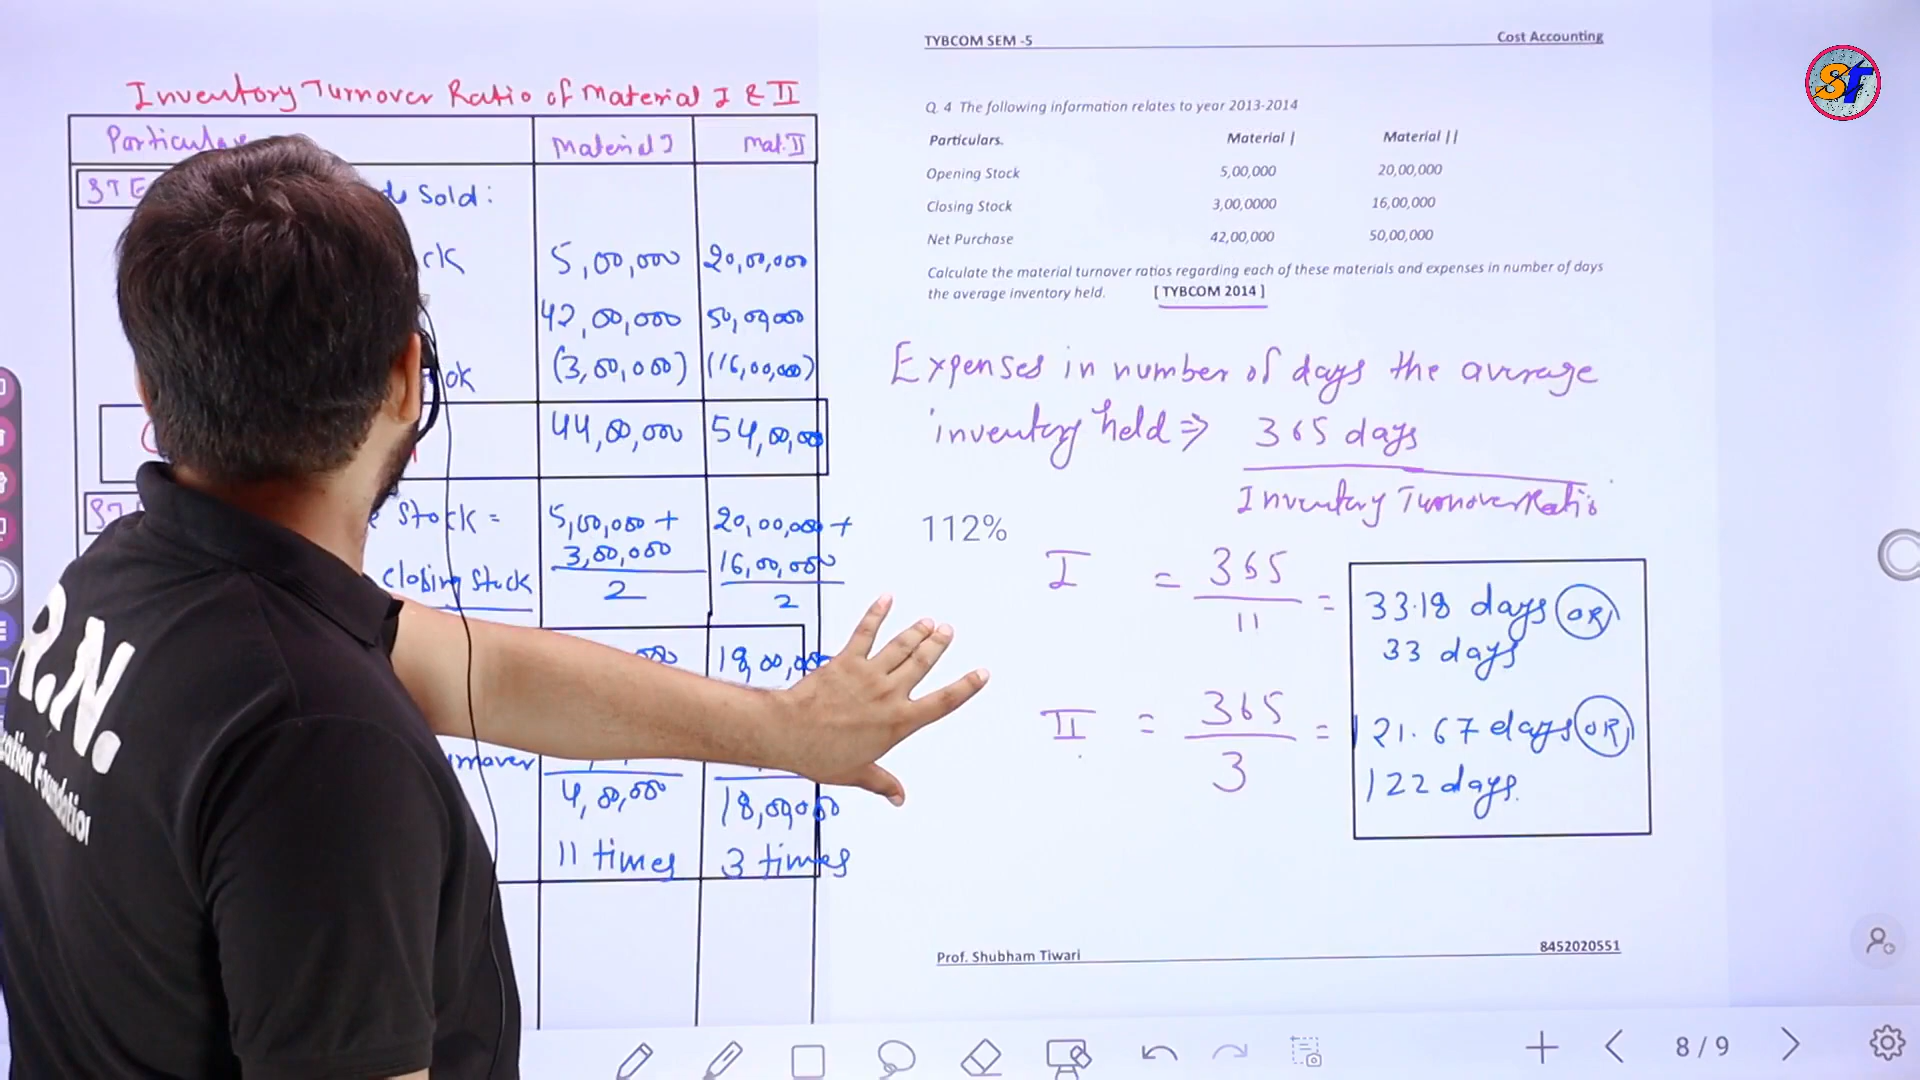 Inventory Turnover Ratio of Material I & II
Material I
Mat. II
Sold:
ck
5,00,000
20,00,000
42,00,000
50,00,000
ok
(3,00,000)
(16,00,000)
44,00,000
54,00,000
Stock =
5,00,000 +
20,00,000 +
3,00,000
16,00,000
Closing Stock
2
2
18,00,000
4,00,000
18,00,000
11 times
3 times
R.N.
TYBCOM SEM -5
Cost Accounting
Q. 4 The following information relates to year 2013-2014
Particulars. Material | Material ||
Opening Stock 5,00,000 20,00,000
Closing Stock 3,00,0000 16,00,000
Net Purchase 42,00,000 50,00,000
Calculate the material turnover ratios regarding each of these materials and expenses in number of days
the average inventory held. [ TYBCOM 2014 ]
Expenses in number of days the average
inventory held ⇒ 365 days
Inventory Turnover Ratio
112%
I = 365
11
= 33.18 days OR
33 days
II = 365
3
= 121.67 days OR
122 days.
Prof. Shubham Tiwari
8452020551
8 / 9
ST